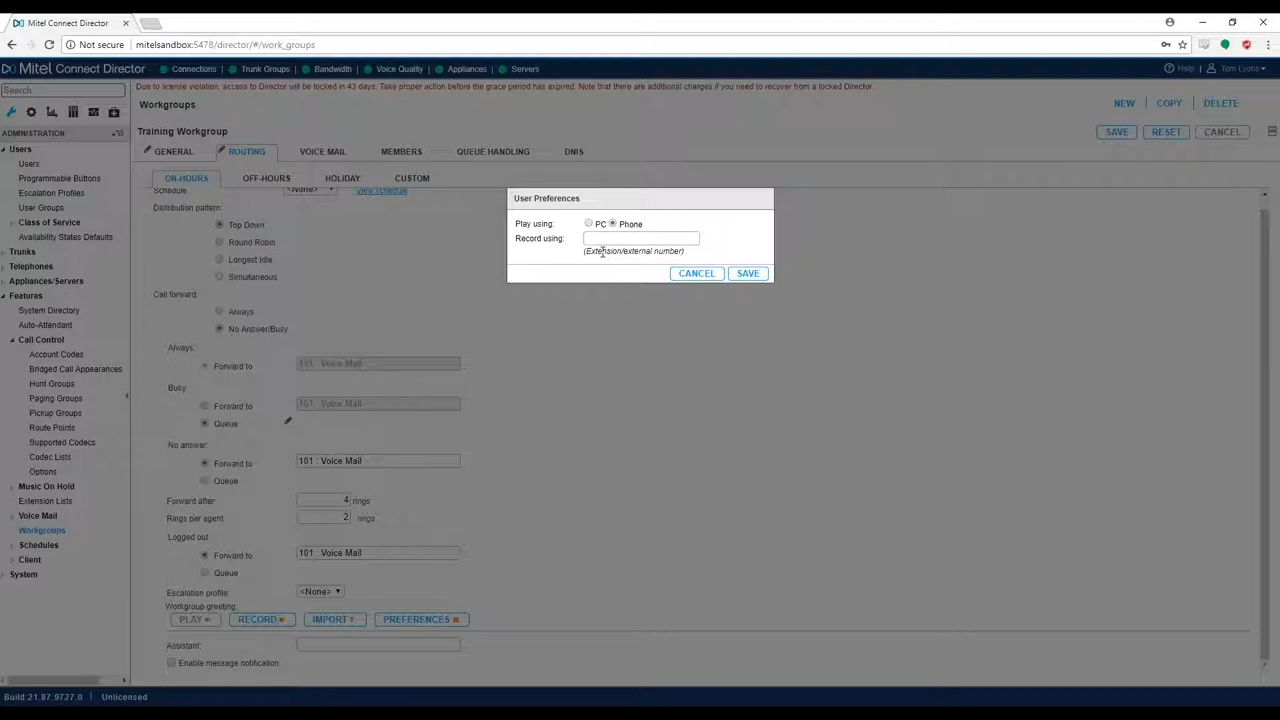 Mitel Connect Director
Not secure | mitelsandbox:5478/director/#/work_groups
Mitel Connect Director Connections Trunk Groups Bandwidth Voice Quality Appliances Servers Help Tom Lyons
Search
Due to license violation, access to Director will be locked in 43 days. Take proper action before the grace period has expired. Note that there are additional charges if you need to recover from a locked Director.
Workgroups NEW COPY DELETE
ADMINISTRATION
Users
Users
Programmable Buttons
Escalation Profiles
User Groups
Class of Service
Availability States Defaults
Trunks
Telephones
Appliances/Servers
Features
System Directory
Auto-Attendant
Call Control
Account Codes
Bridged Call Appearances
Hunt Groups
Paging Groups
Pickup Groups
Route Points
Supported Codecs
Codec Lists
Options
Music On Hold
Extension Lists
Voice Mail
Workgroups
Schedules
Client
System
Training Workgroup SAVE RESET CANCEL
GENERAL ROUTING VOICE MAIL MEMBERS QUEUE HANDLING DNIS
ON-HOURS OFF-HOURS HOLIDAY CUSTOM
Schedule: <None> View schedule
Distribution pattern:
Top Down
Round Robin
Longest Idle
Simultaneous
Call forward:
Always
No Answer/Busy
Always:
Forward to 101 : Voice Mail
Busy:
Forward to 101 : Voice Mail
Queue
No answer:
Forward to 101 : Voice Mail
Queue
Forward after 4 rings
Rings per agent 2 rings
Logged out
Forward to 101 : Voice Mail
Queue
Escalation profile: <None>
Workgroup greeting:
PLAY RECORD IMPORT PREFERENCES
Assistant:
Enable message notification
User Preferences
Play using: PC Phone
Record using:
(Extension/external number)
CANCEL SAVE
Build:21.87.9727.0 | Unlicensed